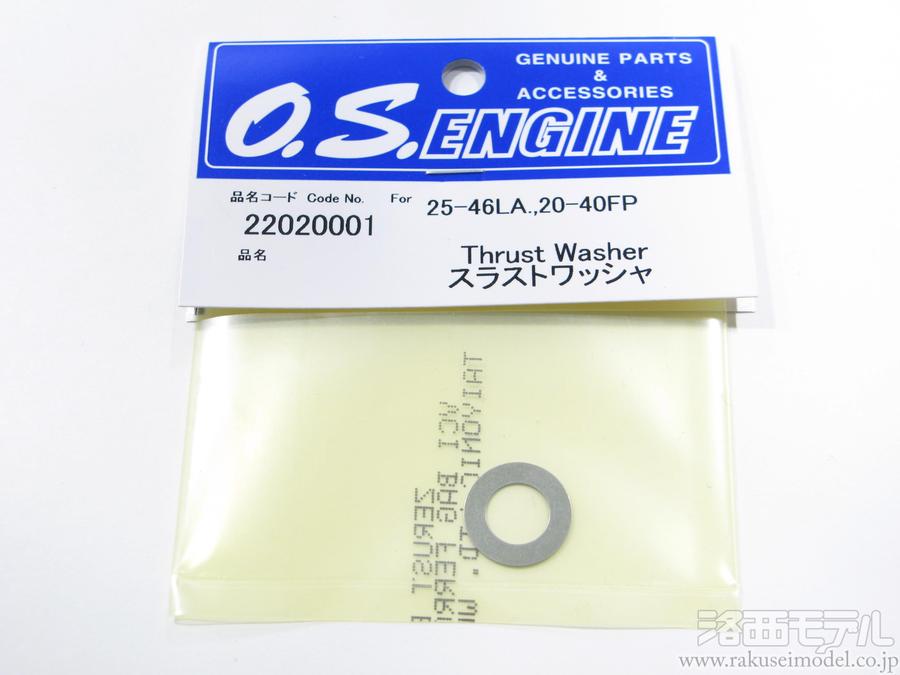 GENUINE PARTS
&
ACCESSORIES
O.S.ENGINE
品名コード Code No. For 25-46LA.,20-40FP
22020001
品名
Thrust Washer
スラストワッシャ
洛西モデル
www.rakuseimodel.co.jp